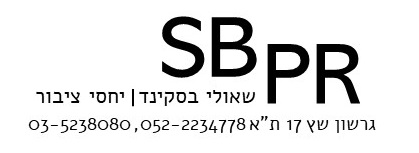 SBPR
שאולי בסקינד | יחסי ציבור
גרשון שץ 17 ת"א 052-2234778, 03-5238080